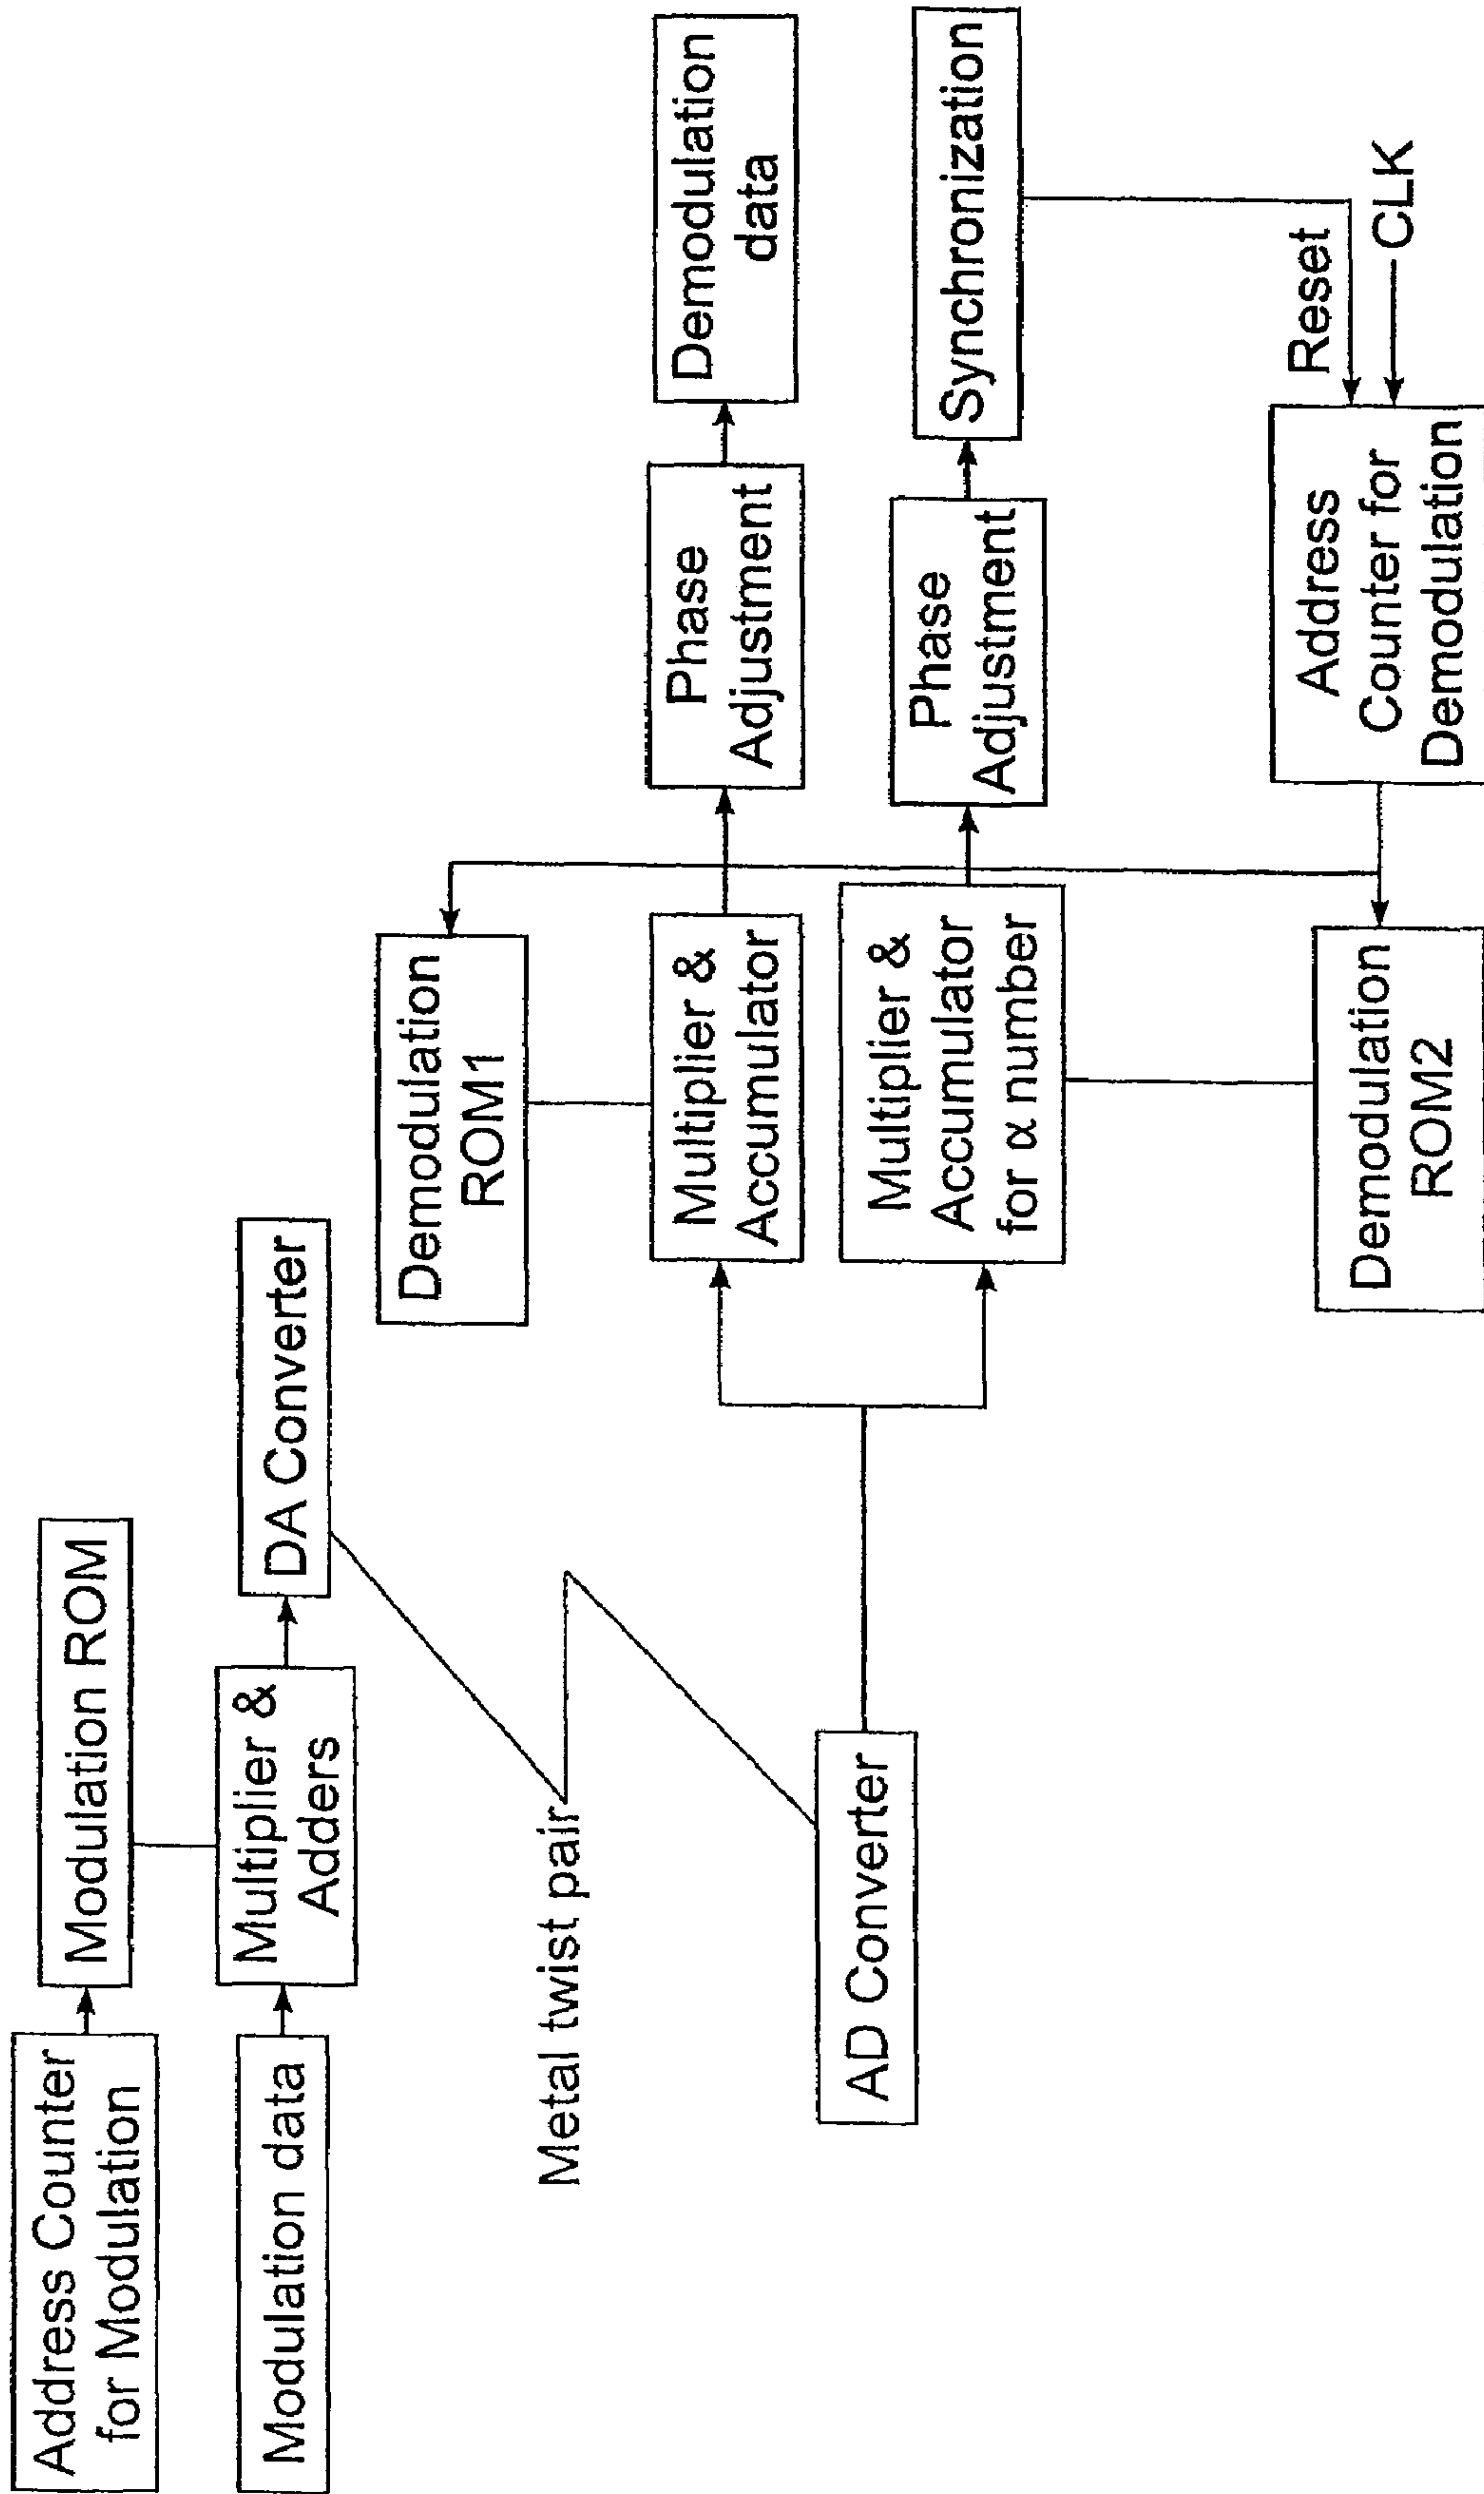 Address Counter
for Modulation
Modulation ROM
Modulation data
Multiplier &
Adders
DA Converter
Metal twist pair
AD Converter
Demodulation
ROM1
Multiplier &
Accumulator
Phase
Adjustment
Demodulation
data
Multiplier &
Accumulator
for α number
Phase
Adjustment
Synchronization
Demodulation
ROM2
Address
Counter for
Demodulation
Reset
CLK